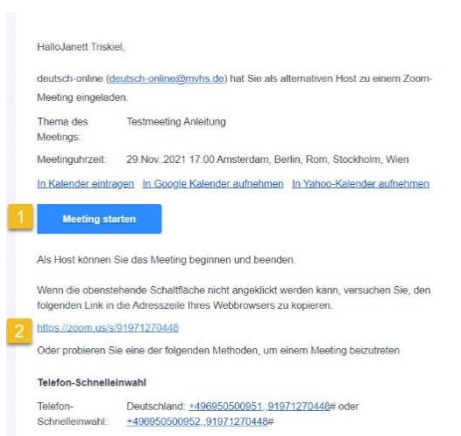 HalloJanett Triskiel,
deutsch-online (deutsch-online@mvhs.de) hat Sie als alternativen Host zu einem Zoom-
Meeting eingeladen.
Thema des Testmeeting Anleitung
Meetings:
Meetinguhrzeit: 29.Nov..2021 17:00 Amsterdam, Berlin, Rom, Stockholm, Wien
In Kalender eintragen In Google Kalender aufnehmen In Yahoo-Kalender aufnehmen
1 Meeting starten
Als Host können Sie das Meeting beginnen und beenden.
Wenn die obenstehende Schaltfläche nicht angeklickt werden kann, versuchen Sie, den
folgenden Link in die Adresszeile Ihres Webbrowsers zu kopieren.
2 https://zoom.us/s/91971270448
Oder probieren Sie eine der folgenden Methoden, um einem Meeting beizutreten
Telefon-Schnelleinwahl
Telefon- Deutschland: +496950500951,,91971270448# oder
Schnelleinwahl: +496950500952,,91971270448#